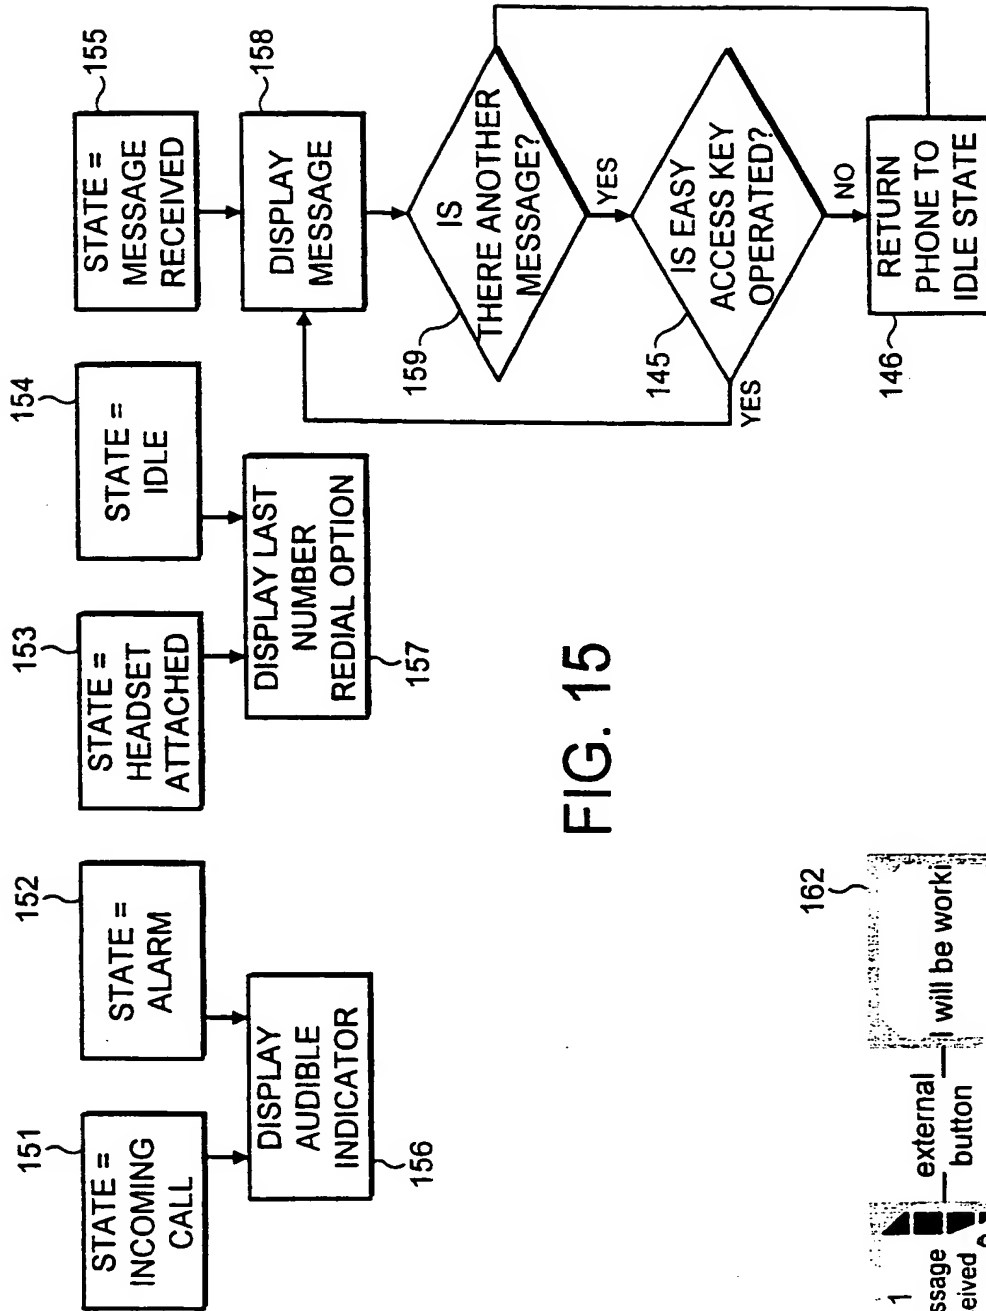 151
STATE =
INCOMING
CALL
152
STATE =
ALARM
DISPLAY
AUDIBLE
INDICATOR
156
153
STATE =
HEADSET
ATTACHED
154
STATE =
IDLE
DISPLAY LAST
NUMBER
REDIAL OPTION
157
155
STATE =
MESSAGE
RECEIVED
158
DISPLAY
MESSAGE
159
IS
THERE ANOTHER
MESSAGE?
YES
145
IS EASY
ACCESS KEY
OPERATED?
YES
NO
146
RETURN
PHONE TO
IDLE STATE
FIG. 15
1
ssage
eived
external
button
162
I will be worki